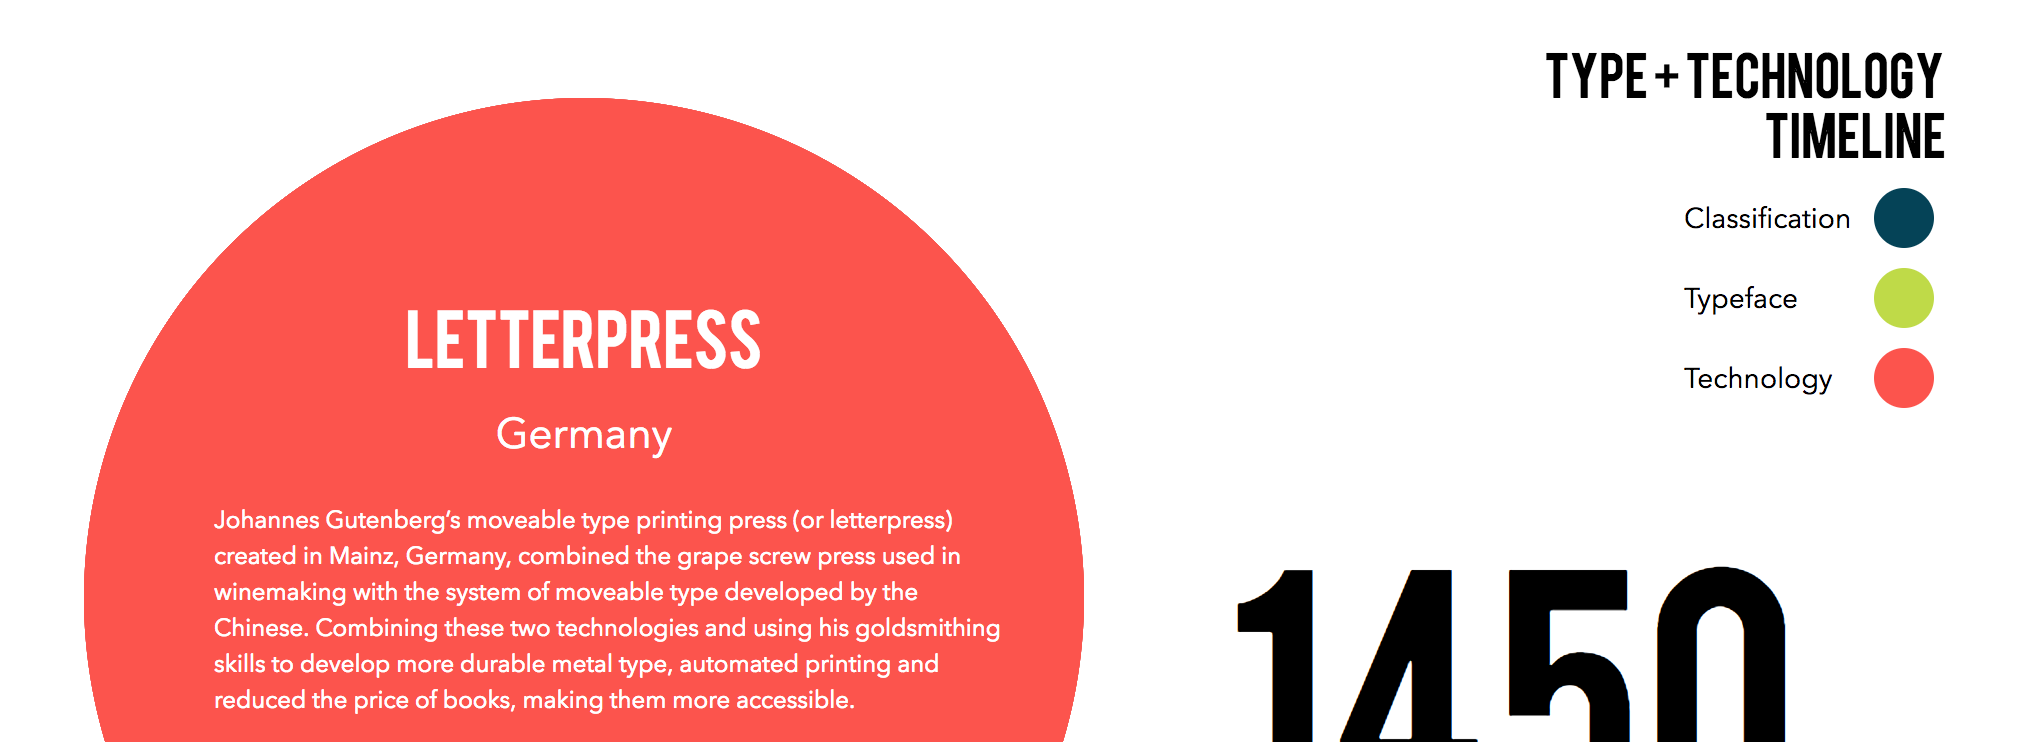 TYPE + TECHNOLOGY
TIMELINE
Classification
Typeface
Technology
LETTERPRESS
Germany
Johannes Gutenberg’s moveable type printing press (or letterpress)
created in Mainz, Germany, combined the grape screw press used in
winemaking with the system of moveable type developed by the
Chinese. Combining these two technologies and using his goldsmithing
skills to develop more durable metal type, automated printing and
reduced the price of books, making them more accessible.
1450